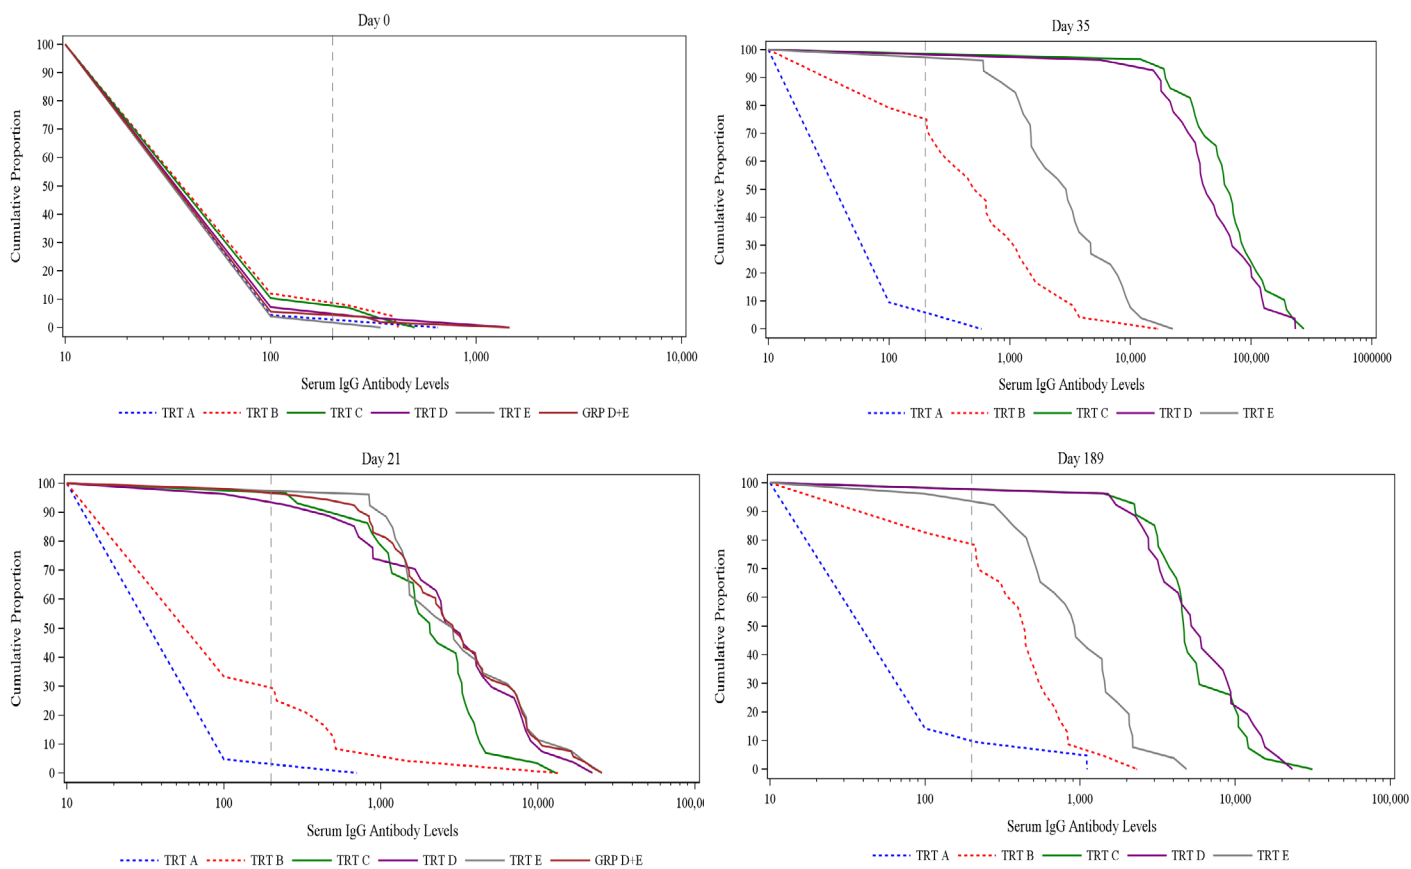 Day 0
Cumulative Proportion
100
90
80
70
60
50
40
30
20
10
0
10 100 1,000 10,000
Serum IgG Antibody Levels
TRT A TRT B TRT C TRT D TRT E GRP D+E
Day 35
Cumulative Proportion
100
90
80
70
60
50
40
30
20
10
0
10 100 1,000 10,000 100,000 1000000
Serum IgG Antibody Levels
TRT A TRT B TRT C TRT D TRT E
Day 21
Cumulative Proportion
100
90
80
70
60
50
40
30
20
10
0
10 100 1,000 10,000 100,0
Serum IgG Antibody Levels
TRT A TRT B TRT C TRT D TRT E GRP D+E
Day 189
Cumulative Proportion
100
90
80
70
60
50
40
30
20
10
0
10 100 1,000 10,000 100,000
Serum IgG Antibody Levels
TRT A TRT B TRT C TRT D TRT E